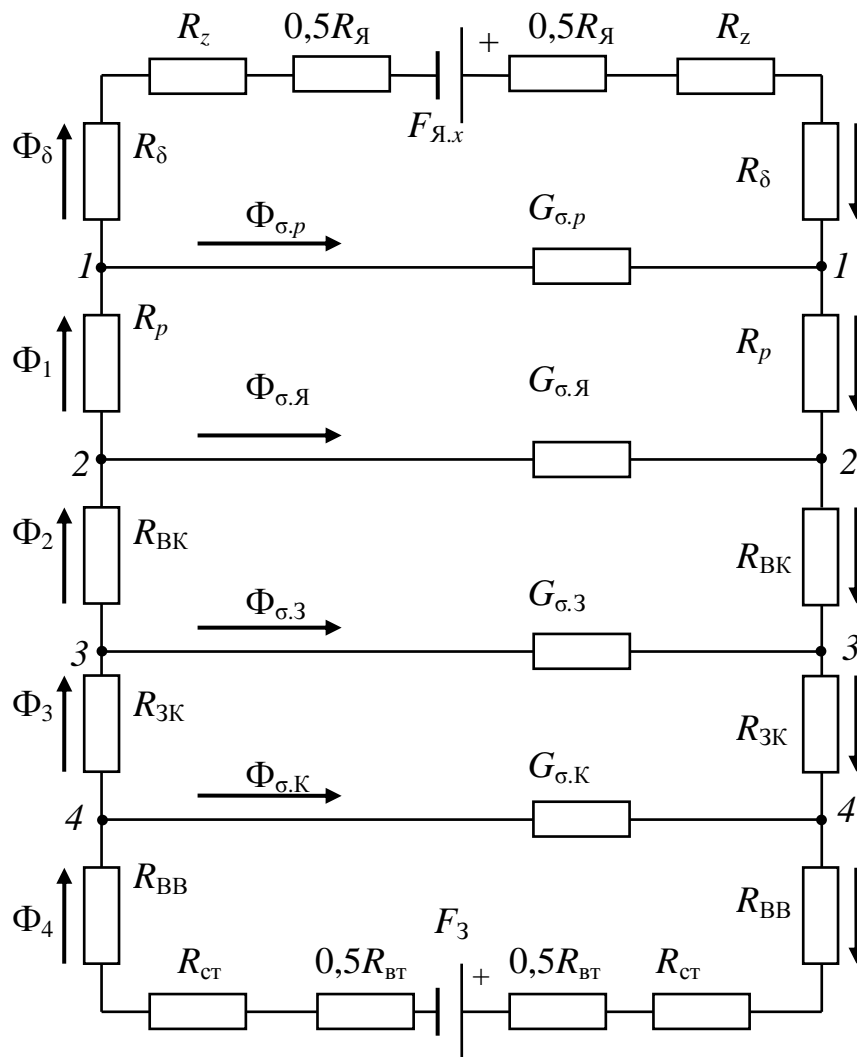 R_z 0,5R_Я + 0,5R_Я R_z
F_Я.x
Φ_δ R_δ R_δ
Φ_σ.p G_σ.p
1 1
R_p R_p
Φ_1
Φ_σ.Я G_σ.Я
2 2
Φ_2 R_ВК R_ВК
Φ_σ.З G_σ.З
3 3
Φ_3 R_ЗК R_ЗК
Φ_σ.К G_σ.К
4 4
R_ВВ R_ВВ
Φ_4 F_З
R_ст 0,5R_вт + 0,5R_вт R_ст